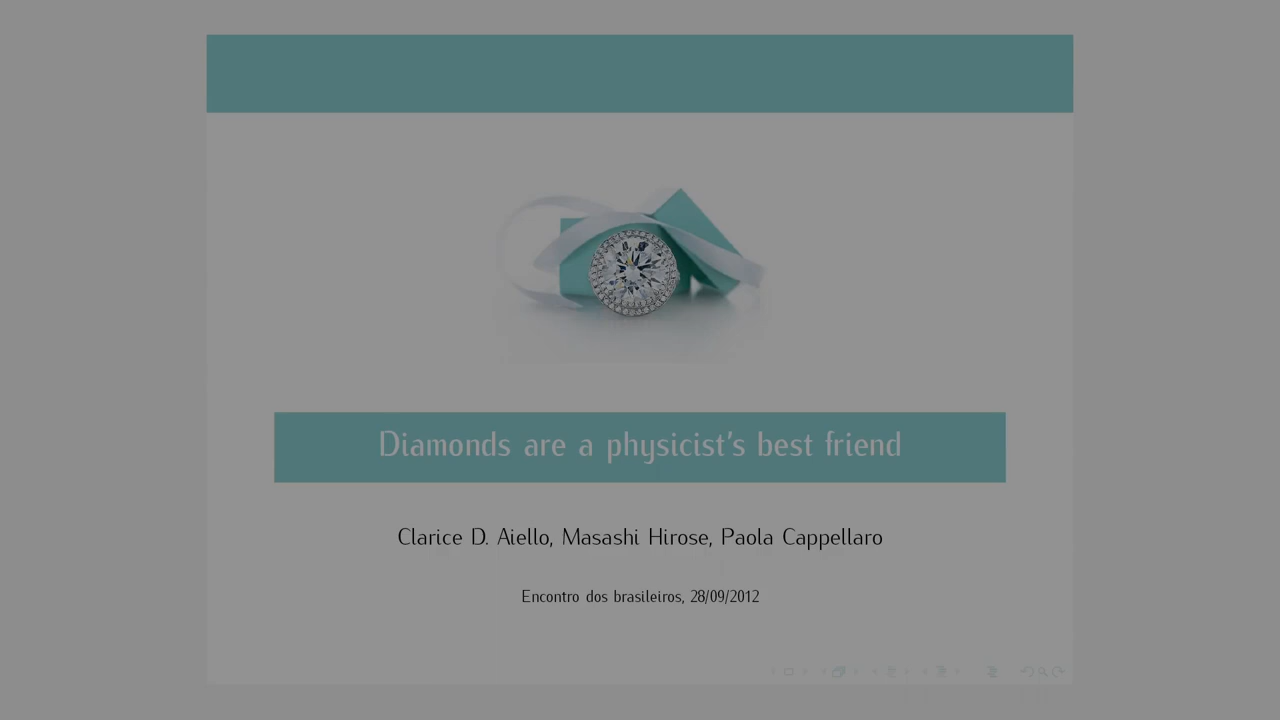 Diamonds are a physicist's best friend
Clarice D. Aiello, Masashi Hirose, Paola Cappellaro
Encontro dos brasileiros, 28/09/2012